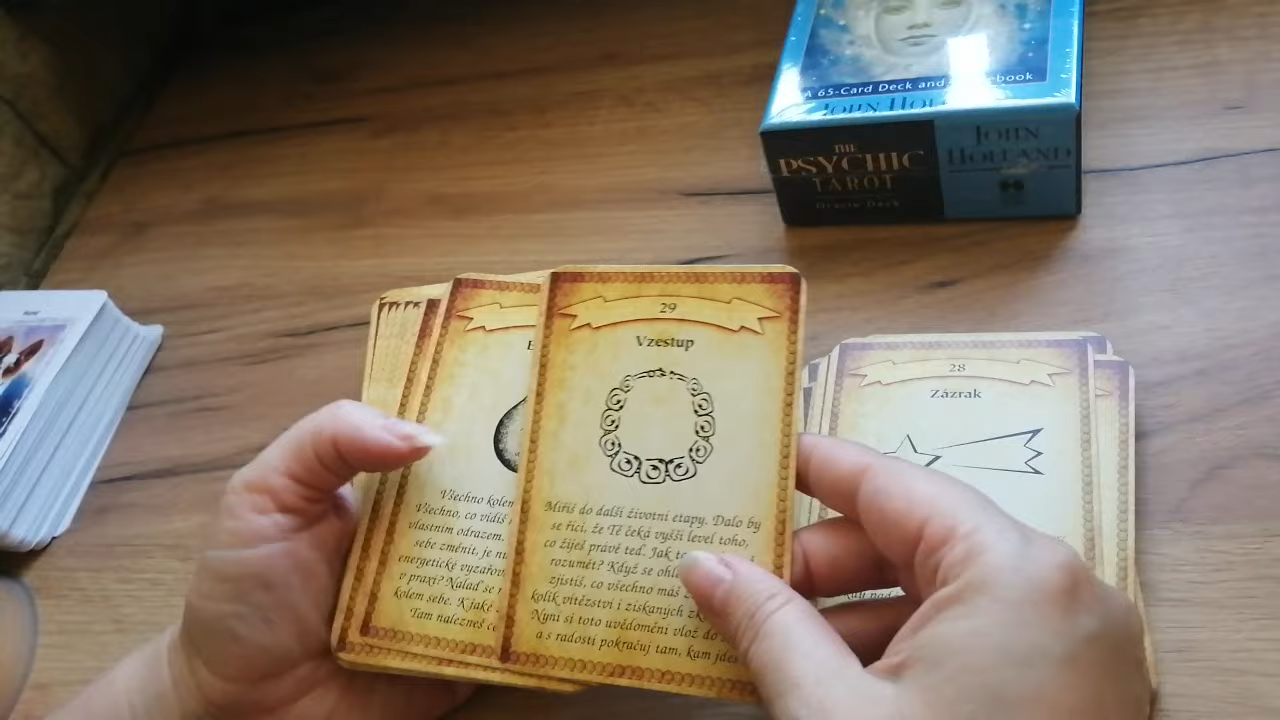 A 65-Card Deck and
JOHN HOL
THE
PSYCHIC
TAROT
Oracle Deck
JOHN
HOLLAND
29
Vzestup
Míříš do další životní etapy. Dalo by
se říci, že Tě čeká vyšší level toho,
co žiješ právě teď. Jak to
rozumět? Když se ohl
zjistíš, co všechno máš
kolik vítězství a získaných zk
Nyní si toto uvědomění vlož do
a s radostí pokračuj tam, kam jdeš
Všechno kolem
Všechno, co vidíš
vlastním odrazem.
sebe změnit, je nu
energetické vyzařov
v praxi? Nalaď se n
kolem sebe. K jaké
Tam nalezneš
28
Zázrak